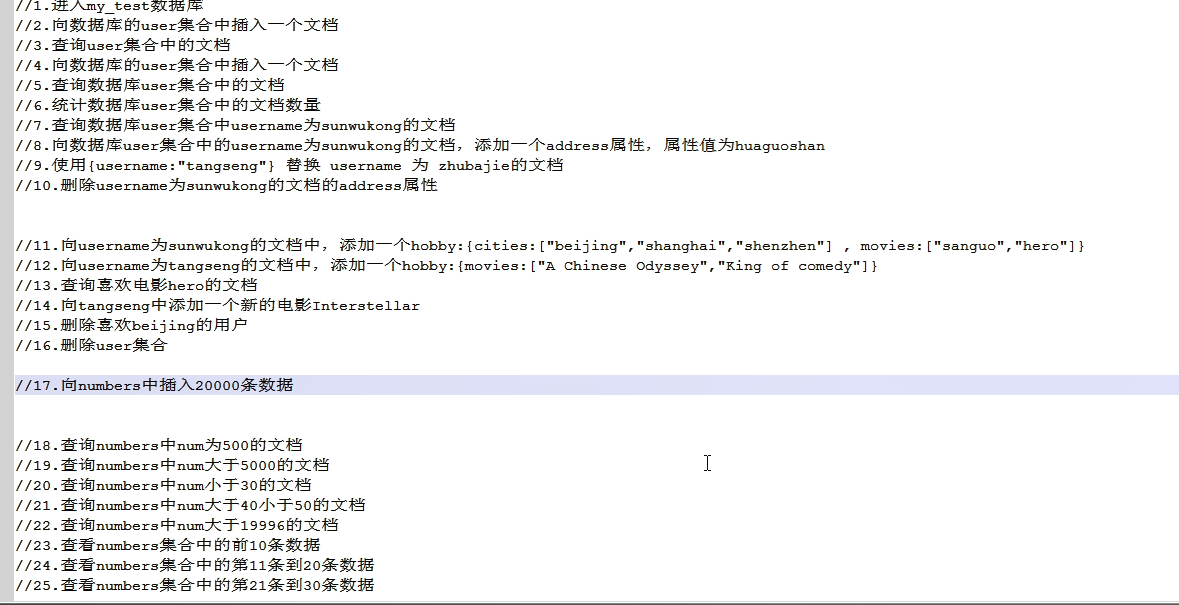 //1.进入my_test数据库
//2.向数据库的user集合中插入一个文档
//3.查询user集合中的文档
//4.向数据库的user集合中插入一个文档
//5.查询数据库user集合中的文档
//6.统计数据库user集合中的文档数量
//7.查询数据库user集合中username为sunwukong的文档
//8.向数据库user集合中的username为sunwukong的文档，添加一个address属性，属性值为huaguoshan
//9.使用{username:"tangseng"} 替换 username 为 zhubajie的文档
//10.删除username为sunwukong的文档的address属性
//11.向username为sunwukong的文档中，添加一个hobby:{cities:["beijing","shanghai","shenzhen"] , movies:["sanguo","hero"]}
//12.向username为tangseng的文档中，添加一个hobby:{movies:["A Chinese Odyssey","King of comedy"]}
//13.查询喜欢电影hero的文档
//14.向tangseng中添加一个新的电影Interstellar
//15.删除喜欢beijing的用户
//16.删除user集合
//17.向numbers中插入20000条数据
//18.查询numbers中num为500的文档
//19.查询numbers中num大于5000的文档
//20.查询numbers中num小于30的文档
//21.查询numbers中num大于40小于50的文档
//22.查询numbers中num大于19996的文档
//23.查看numbers集合中的前10条数据
//24.查看numbers集合中的第11条到20条数据
//25.查看numbers集合中的第21条到30条数据